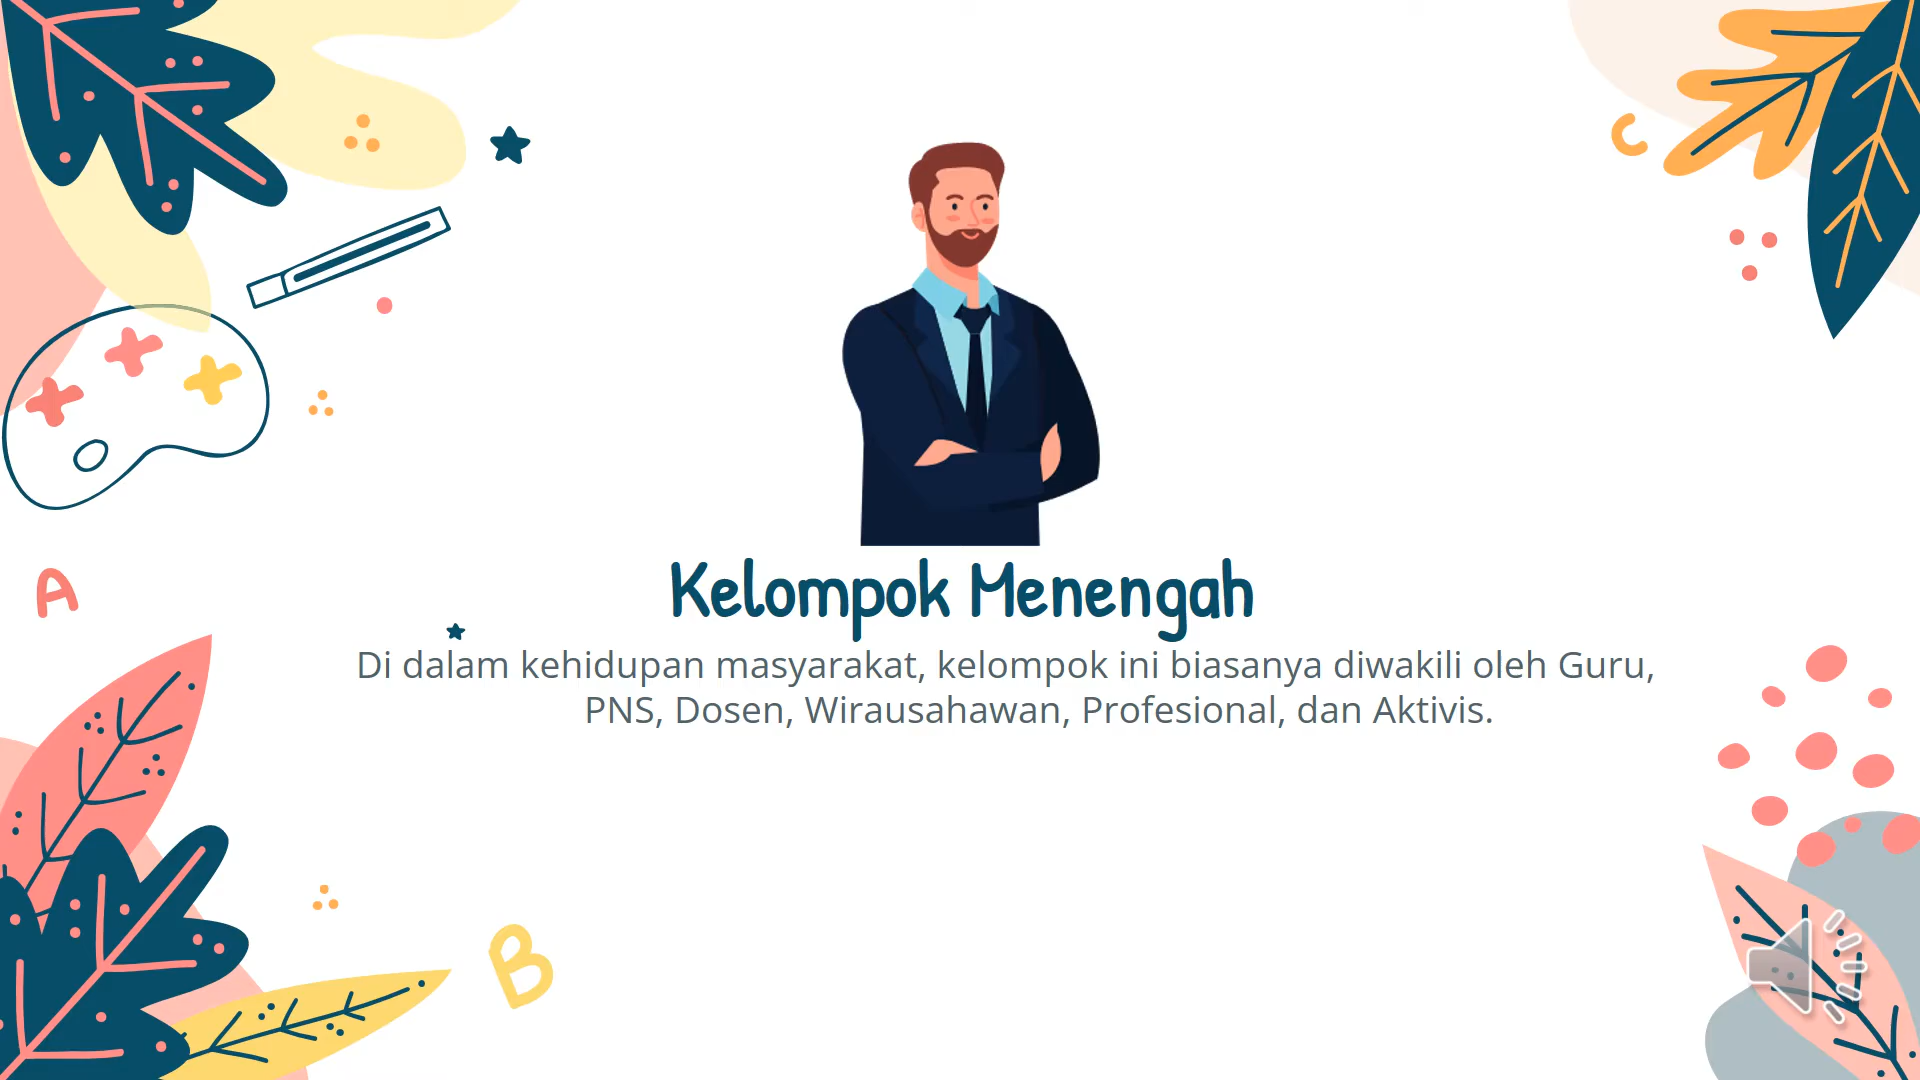 C
A
Kelompok Menengah
Di dalam kehidupan masyarakat, kelompok ini biasanya diwakili oleh Guru,
PNS, Dosen, Wirausahawan, Profesional, dan Aktivis.
B